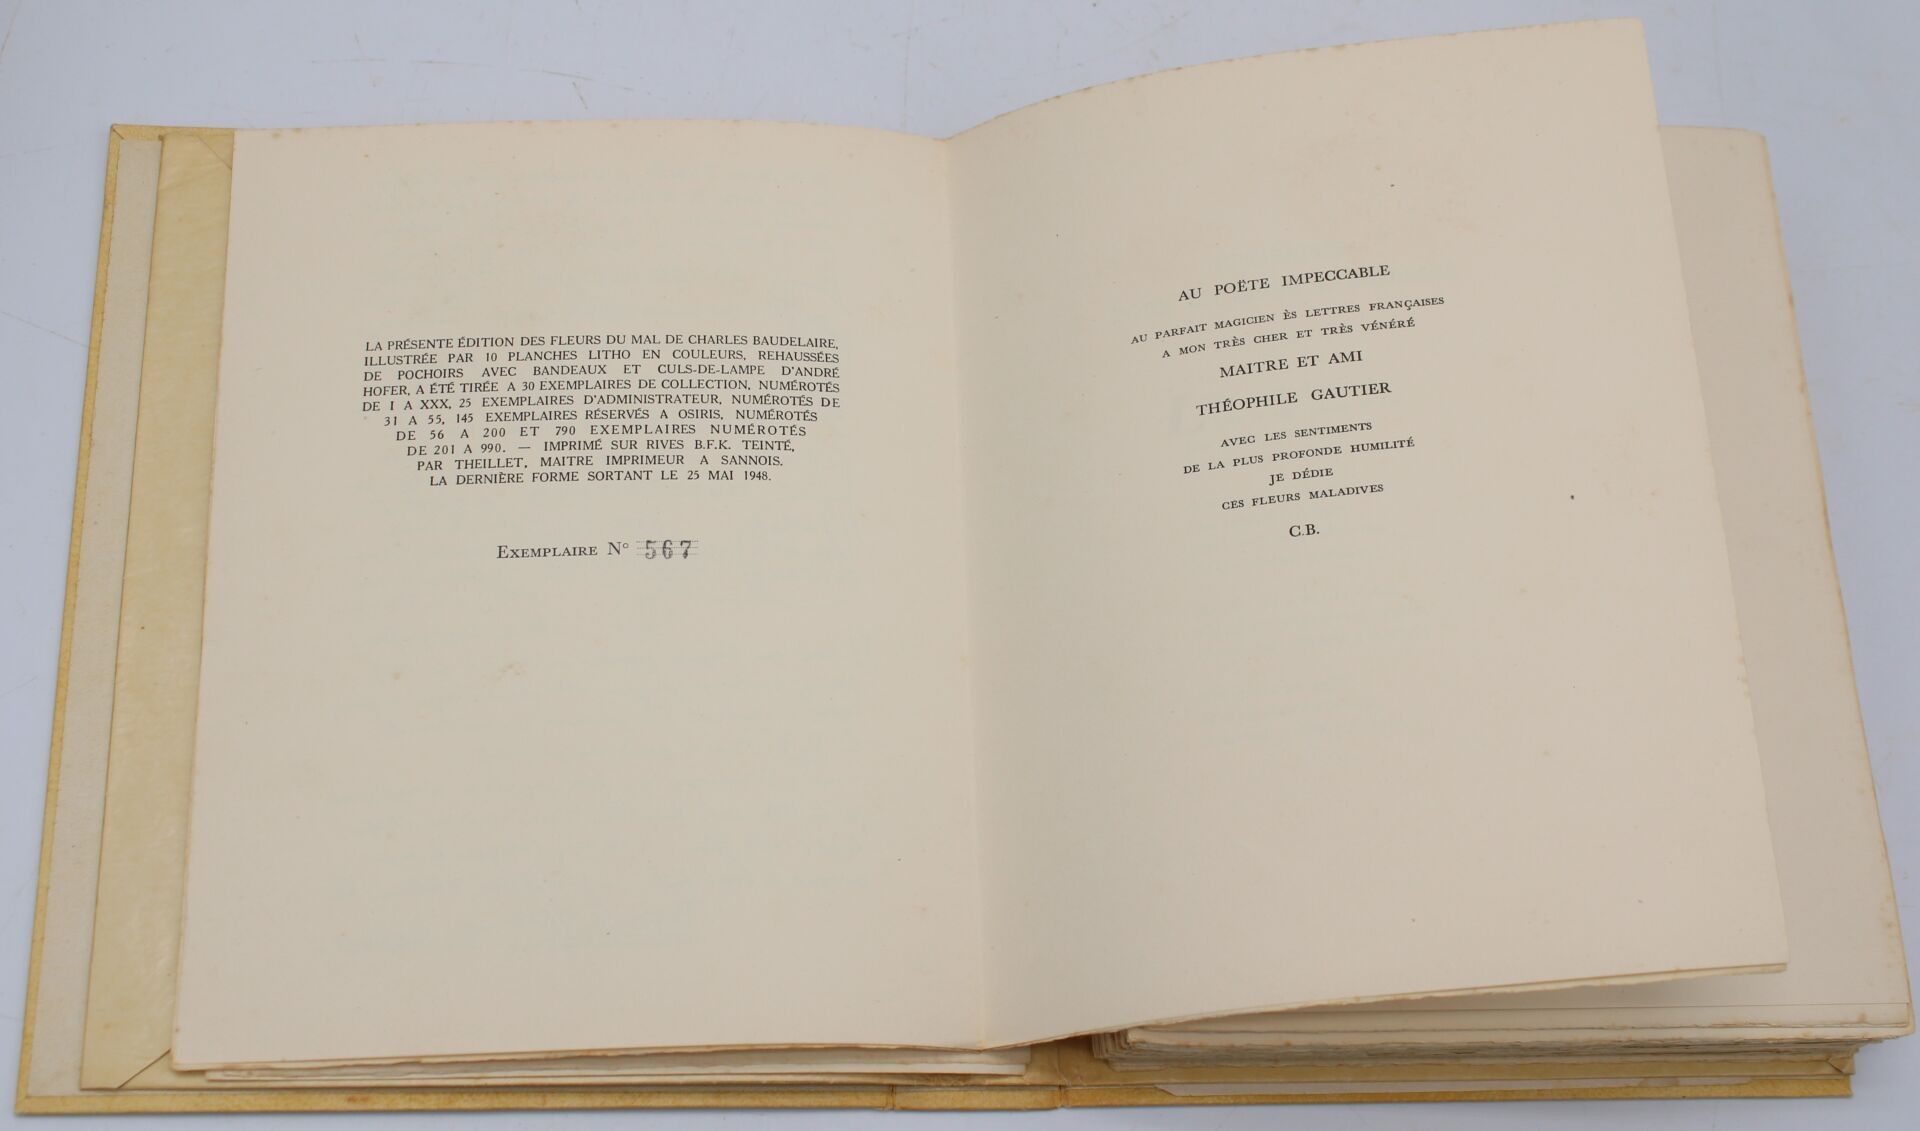 LA PRÉSENTE ÉDITION DES FLEURS DU MAL DE CHARLES BAUDELAIRE,
ILLUSTRÉE PAR 10 PLANCHES LITHO EN COULEURS, REHAUSSÉES
DE POCHOIRS AVEC BANDEAUX ET CULS-DE-LAMPE D'ANDRÉ
HOFER, A ÉTÉ TIRÉE A 30 EXEMPLAIRES DE COLLECTION, NUMÉROTÉS
DE I A XXX, 25 EXEMPLAIRES D'ADMINISTRATEUR, NUMÉROTÉS DE
31 A 55, 145 EXEMPLAIRES RÉSERVÉS A OSIRIS, NUMÉROTÉS
DE 56 A 200 ET 790 EXEMPLAIRES NUMÉROTÉS
DE 201 A 990. — IMPRIMÉ SUR RIVES B.F.K. TEINTÉ,
PAR THEILLET, MAITRE IMPRIMEUR A SANNOIS.
LA DERNIÈRE FORME SORTANT LE 25 MAI 1948.
EXEMPLAIRE N° 567
AU POËTE IMPECCABLE
AU PARFAIT MAGICIEN ÈS LETTRES FRANÇAISES
A MON TRÈS CHER ET TRÈS VÉNÉRÉ
MAITRE ET AMI
THÉOPHILE GAUTIER
AVEC LES SENTIMENTS
DE LA PLUS PROFONDE HUMILITÉ
JE DÉDIE
CES FLEURS MALADIVES
C.B.